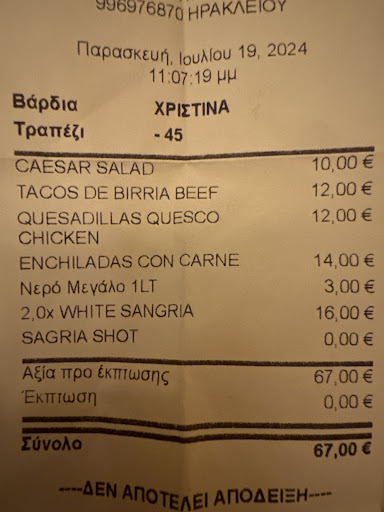 996976870 ΗΡΑΚΛΕΙΟΥ
Παρασκευή, Ιουλίου 19, 2024
11:07:19 μμ
Βάρδια ΧΡΙΣΤΙΝΑ
Τραπέζι - 45
CAESAR SALAD 10,00 €
TACOS DE BIRRIA BEEF 12,00 €
QUESADILLAS QUESCO 12,00 €
CHICKEN
ENCHILADAS CON CARNE 14,00 €
Νερό Μεγάλο 1LT 3,00 €
2,0x WHITE SANGRIA 16,00 €
SAGRIA SHOT 0,00 €
Αξία προ έκπτωσης 67,00 €
Έκπτωση 0,00 €
Σύνολο 67,00 €
----ΔΕΝ ΑΠΟΤΕΛΕΙ ΑΠΟΔΕΙΞΗ----